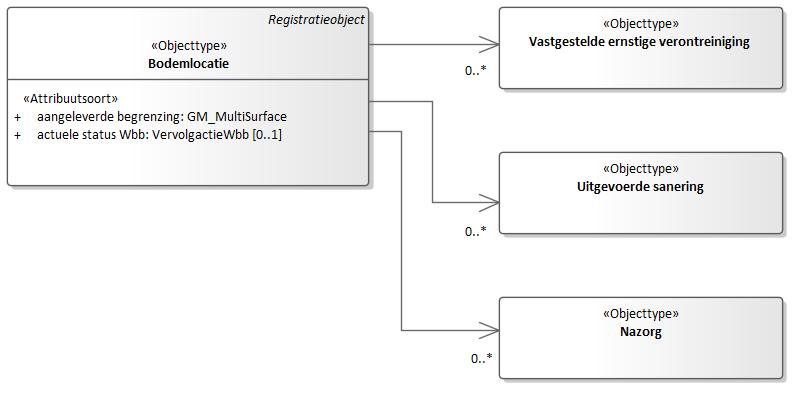 Registratieobject
«Objecttype»
Bodemlocatie
«Attribuutsoort»
+ aangeleverde begrenzing: GM_MultiSurface
+ actuele status Wbb: VervolgactieWbb [0..1]
0..*
«Objecttype»
Vastgestelde ernstige verontreiniging
0..*
«Objecttype»
Uitgevoerde sanering
0..*
«Objecttype»
Nazorg